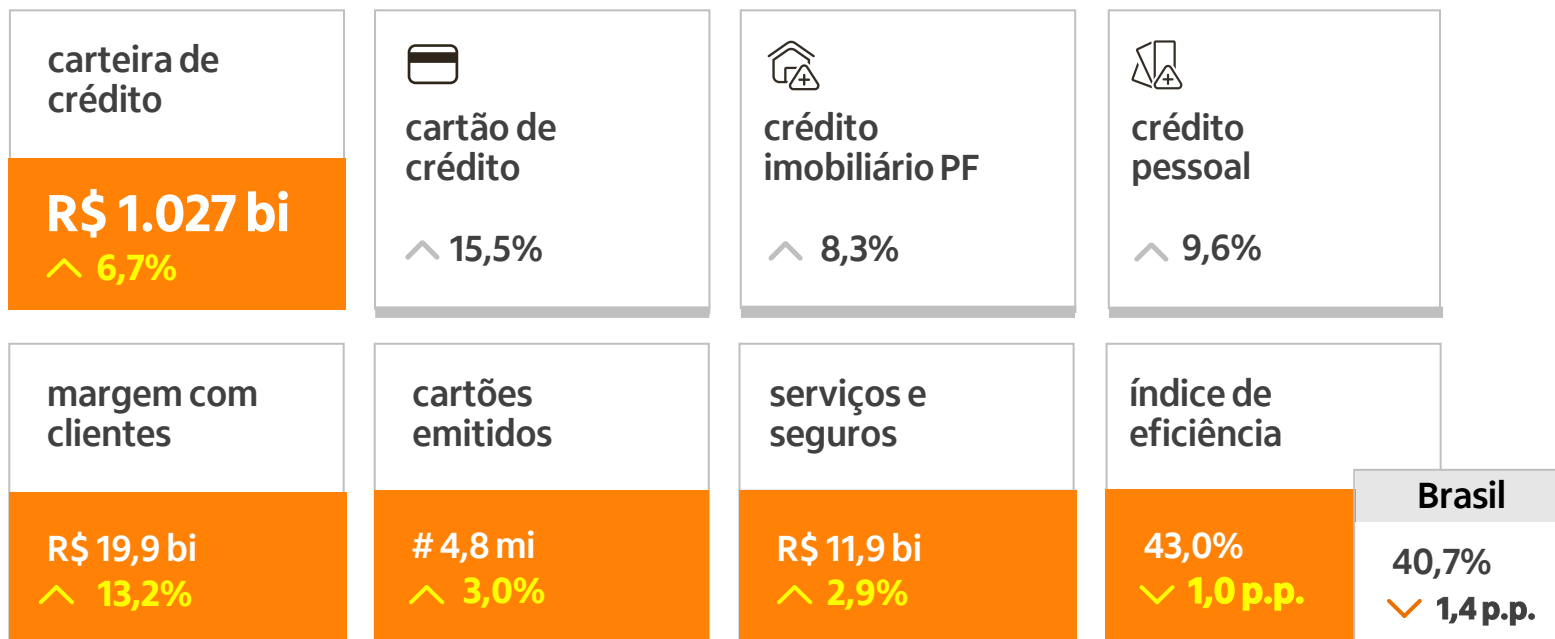 carteira de
crédito
R$ 1.027 bi
6,7%
cartão de
crédito
15,5%
crédito
imobiliário PF
8,3%
crédito
pessoal
9,6%
margem com
clientes
R$ 19,9 bi
13,2%
cartões
emitidos
# 4,8 mi
3,0%
serviços e
seguros
R$ 11,9 bi
2,9%
índice de
eficiência
43,0%
1,0 p.p.
Brasil
40,7%
1,4 p.p.